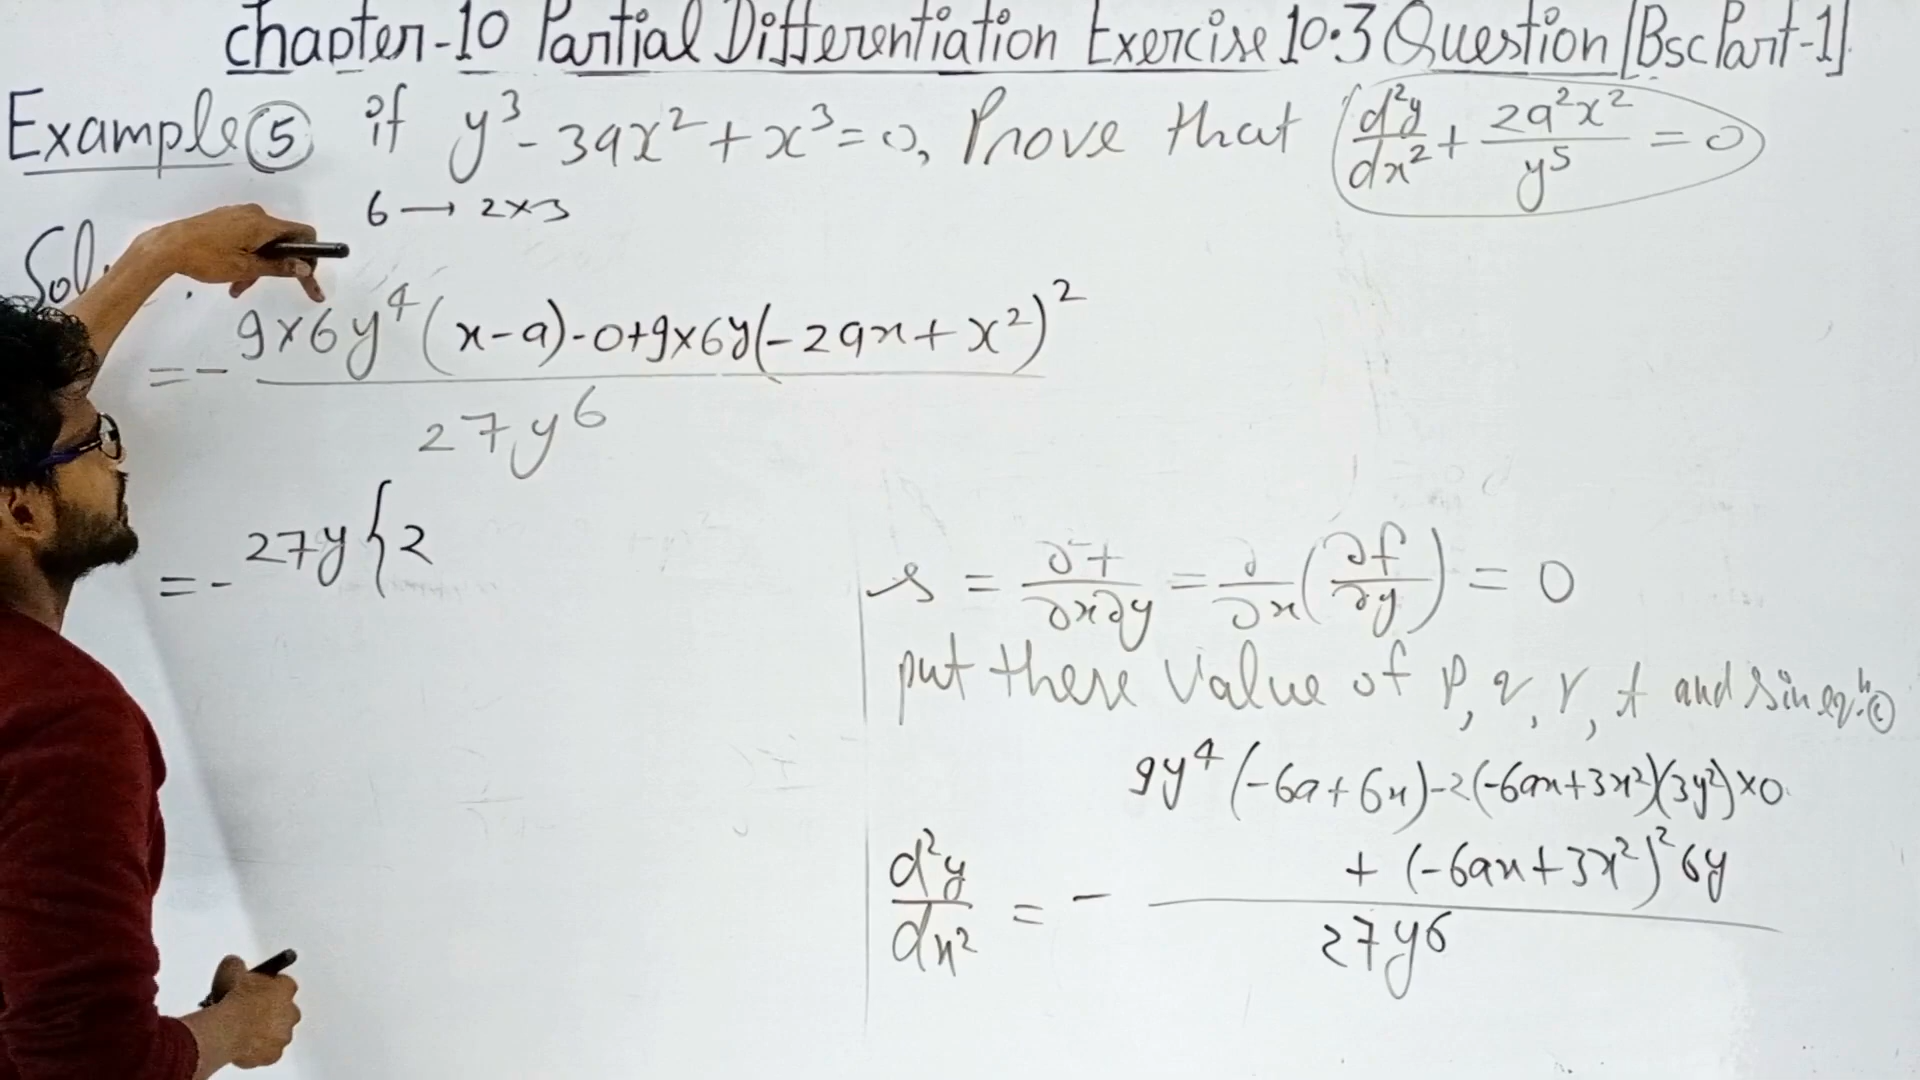 Chapter-10 Partial Differentiation Exercise 10.3 Question [Bsc Part-1]
Example ⑤ if y³ - 3ax² + x³ = 0, Prove that d²y/dx² + 2a²x²/y⁵ = 0
6 → 2×3
Sol.
= - 9×6y⁴(x-a)-0+9×6y(-2ax+x²)² / 27y⁶
= - 27y{2
s = ∂²f/∂x∂y = ∂/∂x(∂f/∂y) = 0
put these value of p, q, r, t and s in eqⁿ.
9y⁴(-6a+6x)-2(-6ax+3x²)(3y²)×0
+ (-6ax+3x²)² 6y
d²y/dx² = -
27y6